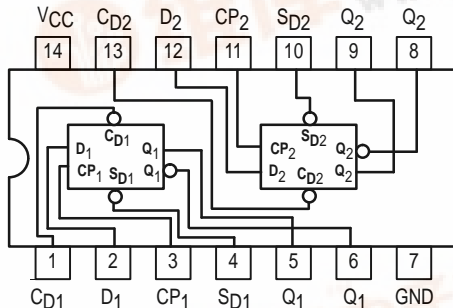 VCC CD2 D2 CP2 SD2 Q2 Q2
14 13 12 11 10 9 8
CD1 SD2
D1 Q1 CP2 Q2
CP1 SD1 Q1 D2 CD2 Q2
1 2 3 4 5 6 7
CD1 D1 CP1 SD1 Q1 Q1 GND